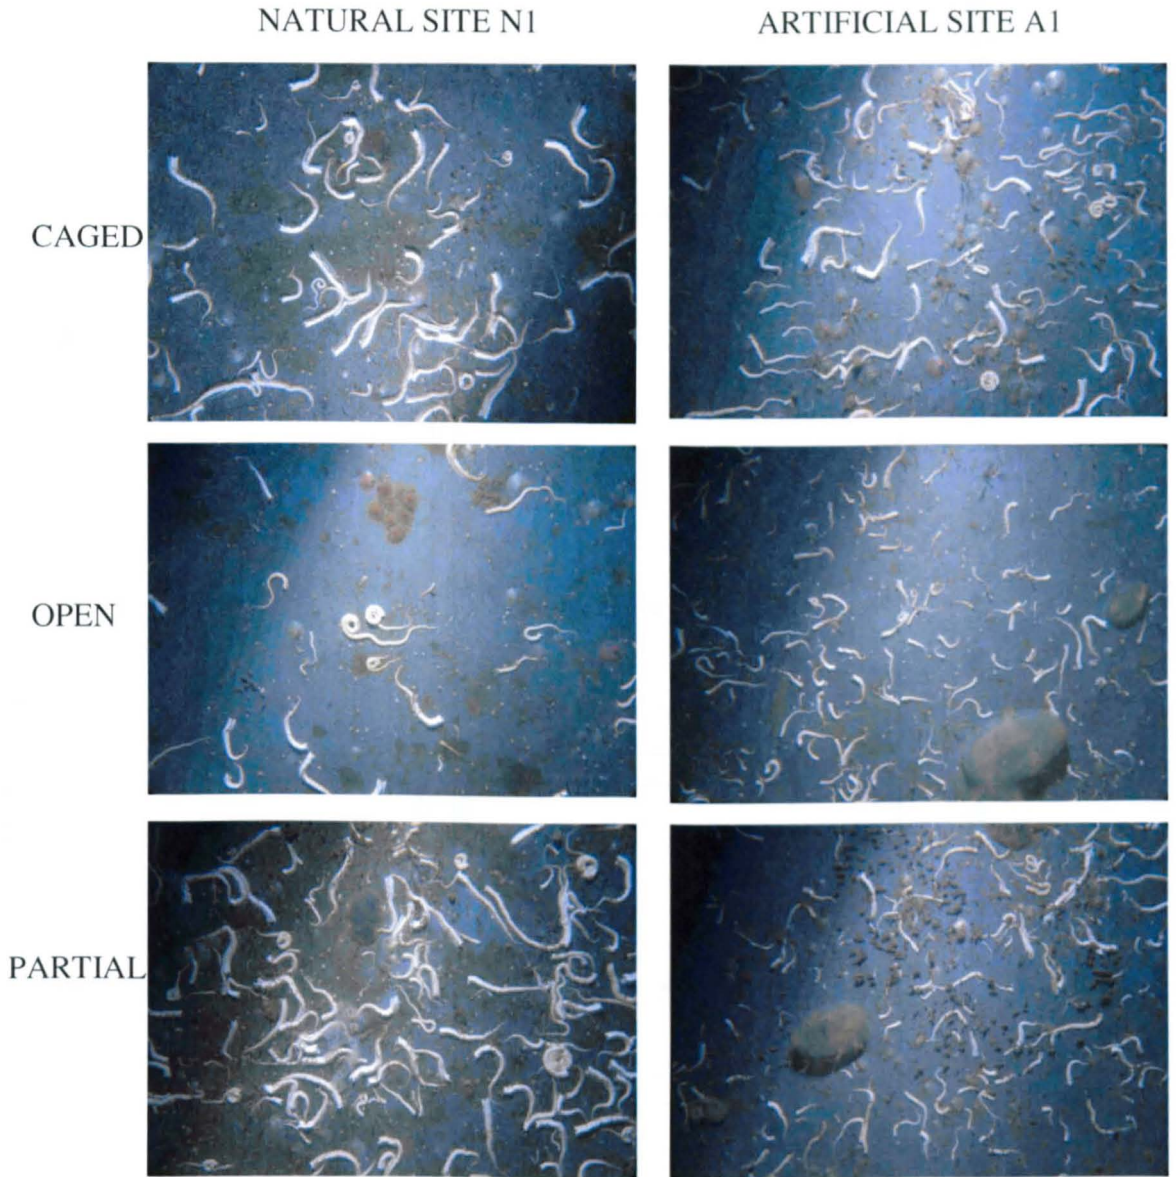 NATURAL SITE N1
ARTIFICIAL SITE A1
CAGED
OPEN
PARTIAL